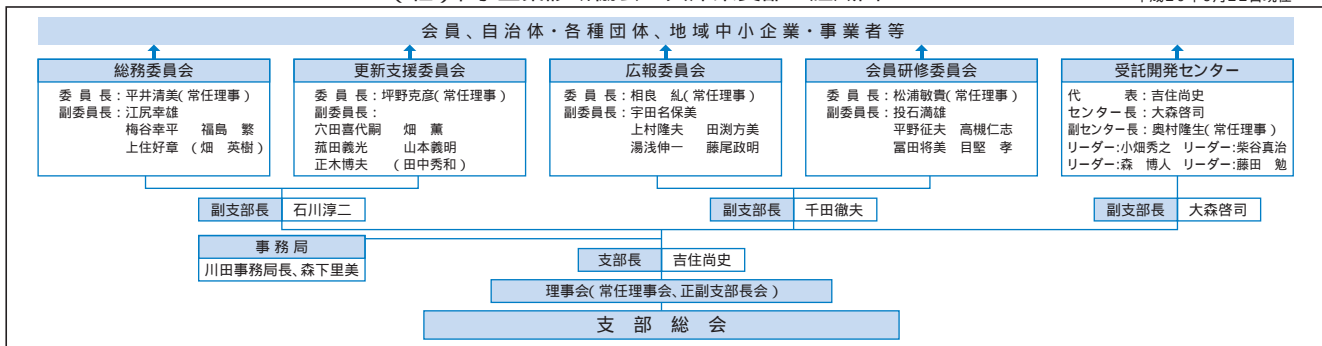 会員、自治体・各種団体、地域中小企業・事業者等
総務委員会
委 員 長：平井清美(常任理事)
副委員長：江尻幸雄
梅谷幸平　福島　繁
上住好章　(畑　英樹)
更新支援委員会
委 員 長：坪野克彦(常任理事)
副委員長：
穴田喜代嗣　畑　薫
菰田義光　山本義明
正木博夫　(田中秀和)
広報委員会
委 員 長：相良　紀(常任理事)
副委員長：宇田名保美
上村隆夫　田渕方美
湯浅伸一　藤尾政明
会員研修委員会
委 員 長：松浦敏貴(常任理事)
副委員長：投石満雄
平野征夫　高槻仁志
冨田将美　目堅　孝
受託開発センター
代　　表：吉住尚史
センター長：大森啓司
副センター長：奥村隆生(常任理事)
リーダー：小畑秀之　リーダー：柴谷真治
リーダー：森　博人　リーダー：藤田　勉
副支部長　石川淳二
副支部長　千田徹夫
副支部長　大森啓司
事務局
川田事務局長、森下里美
支部長　吉住尚史
理事会(常任理事会、正副支部長会)
支部総会